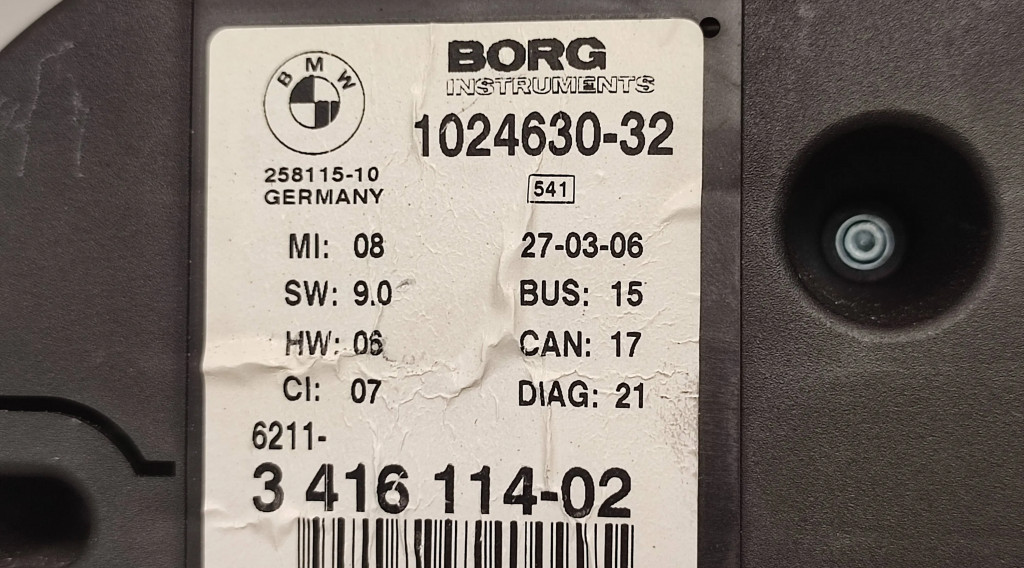 BMW
BORG
INSTRUMENTS
1024630-32
258115-10
GERMANY
541
MI: 08
27-03-06
SW: 9.0
BUS: 15
HW: 06
CAN: 17
CI: 07
DIAG: 21
6211-
3 416 114-02